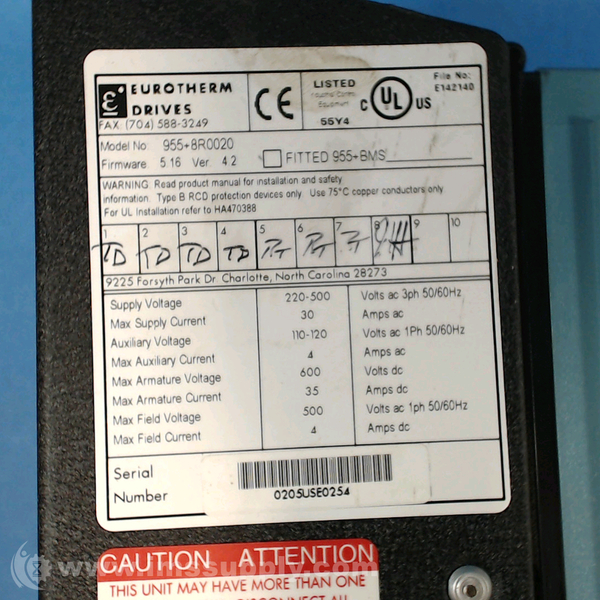 EUROTHERM
DRIVES
FAX: (704) 588-3249
CE
LISTED
Industrial Control
Equipment
55Y4
C UL US
File No:
E142140
Model No: 955+8R0020
Firmware: 5.16 Ver: 4.2
FITTED 955+BMS
WARNING: Read product manual for installation and safety
information. Type B RCD protection devices only. Use 75°C copper conductors only
For UL Installation refer to HA470388
1 2 3 4 5 6 7 8 9 10
TD TD TD TD
9225 Forsyth Park Dr. Charlotte, North Carolina 28273
Supply Voltage 220-500 Volts ac 3ph 50/60Hz
Max Supply Current 30 Amps ac
Auxiliary Voltage 110-120 Volts ac 1Ph 50/60Hz
Max Auxiliary Current 4 Amps ac
Max Armature Voltage 600 Volts dc
Max Armature Current 35 Amps dc
Max Field Voltage 500 Volts ac 1ph 50/60Hz
Max Field Current 4 Amps dc
Serial
Number
0205USE0254
CAUTION ATTENTION
THIS UNIT MAY HAVE MORE THAN ONE
DISCONNECT ALL
www.imssupply.com